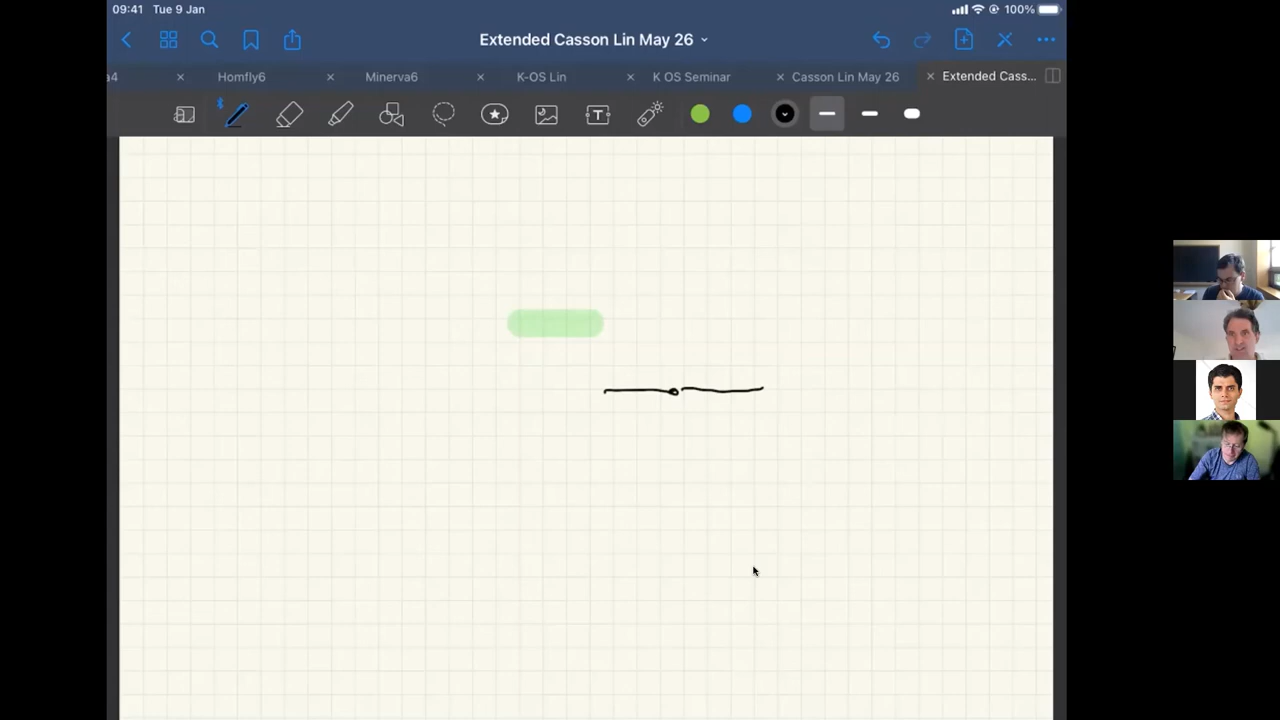 09:41 Tue 9 Jan
100%
Extended Casson Lin May 26
a4
Homfly6
Minerva6
K-OS Lin
K OS Seminar
Casson Lin May 26
Extended Cass...
T